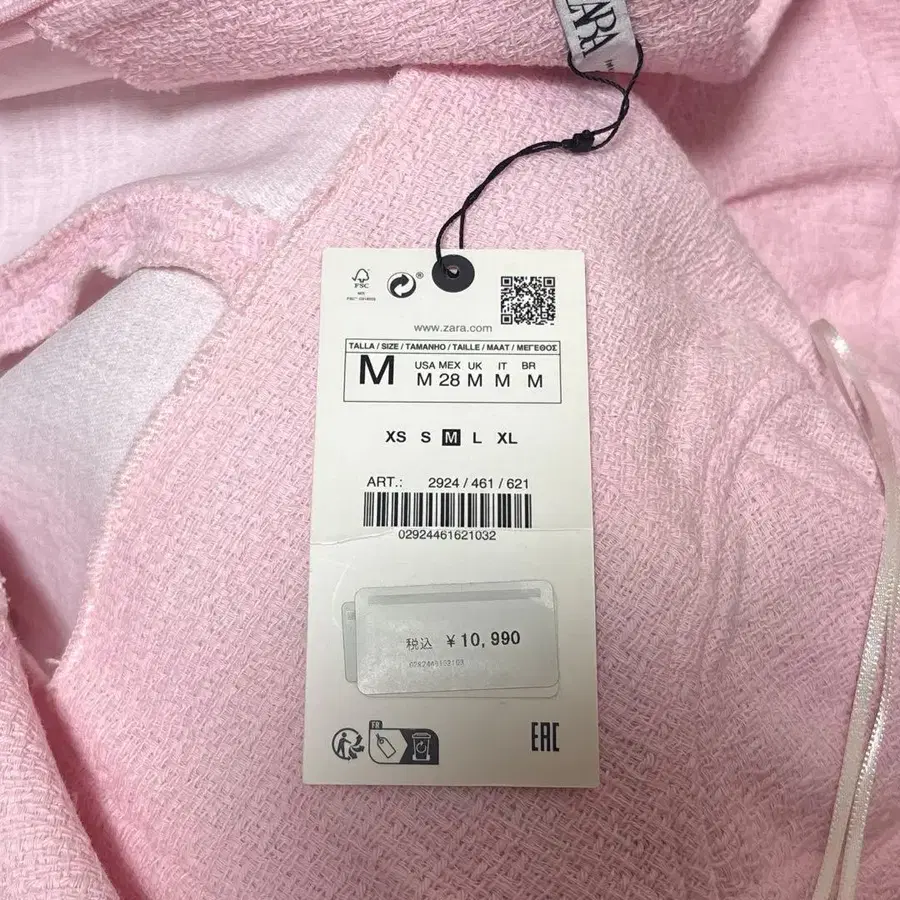 ZARA
FSC
®
www.zara.com
TALLA / SIZE / TAMANHO / TAILLE / MAAT / ΜΕΓΕΘΟΣ
M
USA MEX UK IT BR
M 28 M M M
XS S M L XL
ART.: 2924 / 461 / 621
02924461621032
税込 ¥10,990
FR
EAC